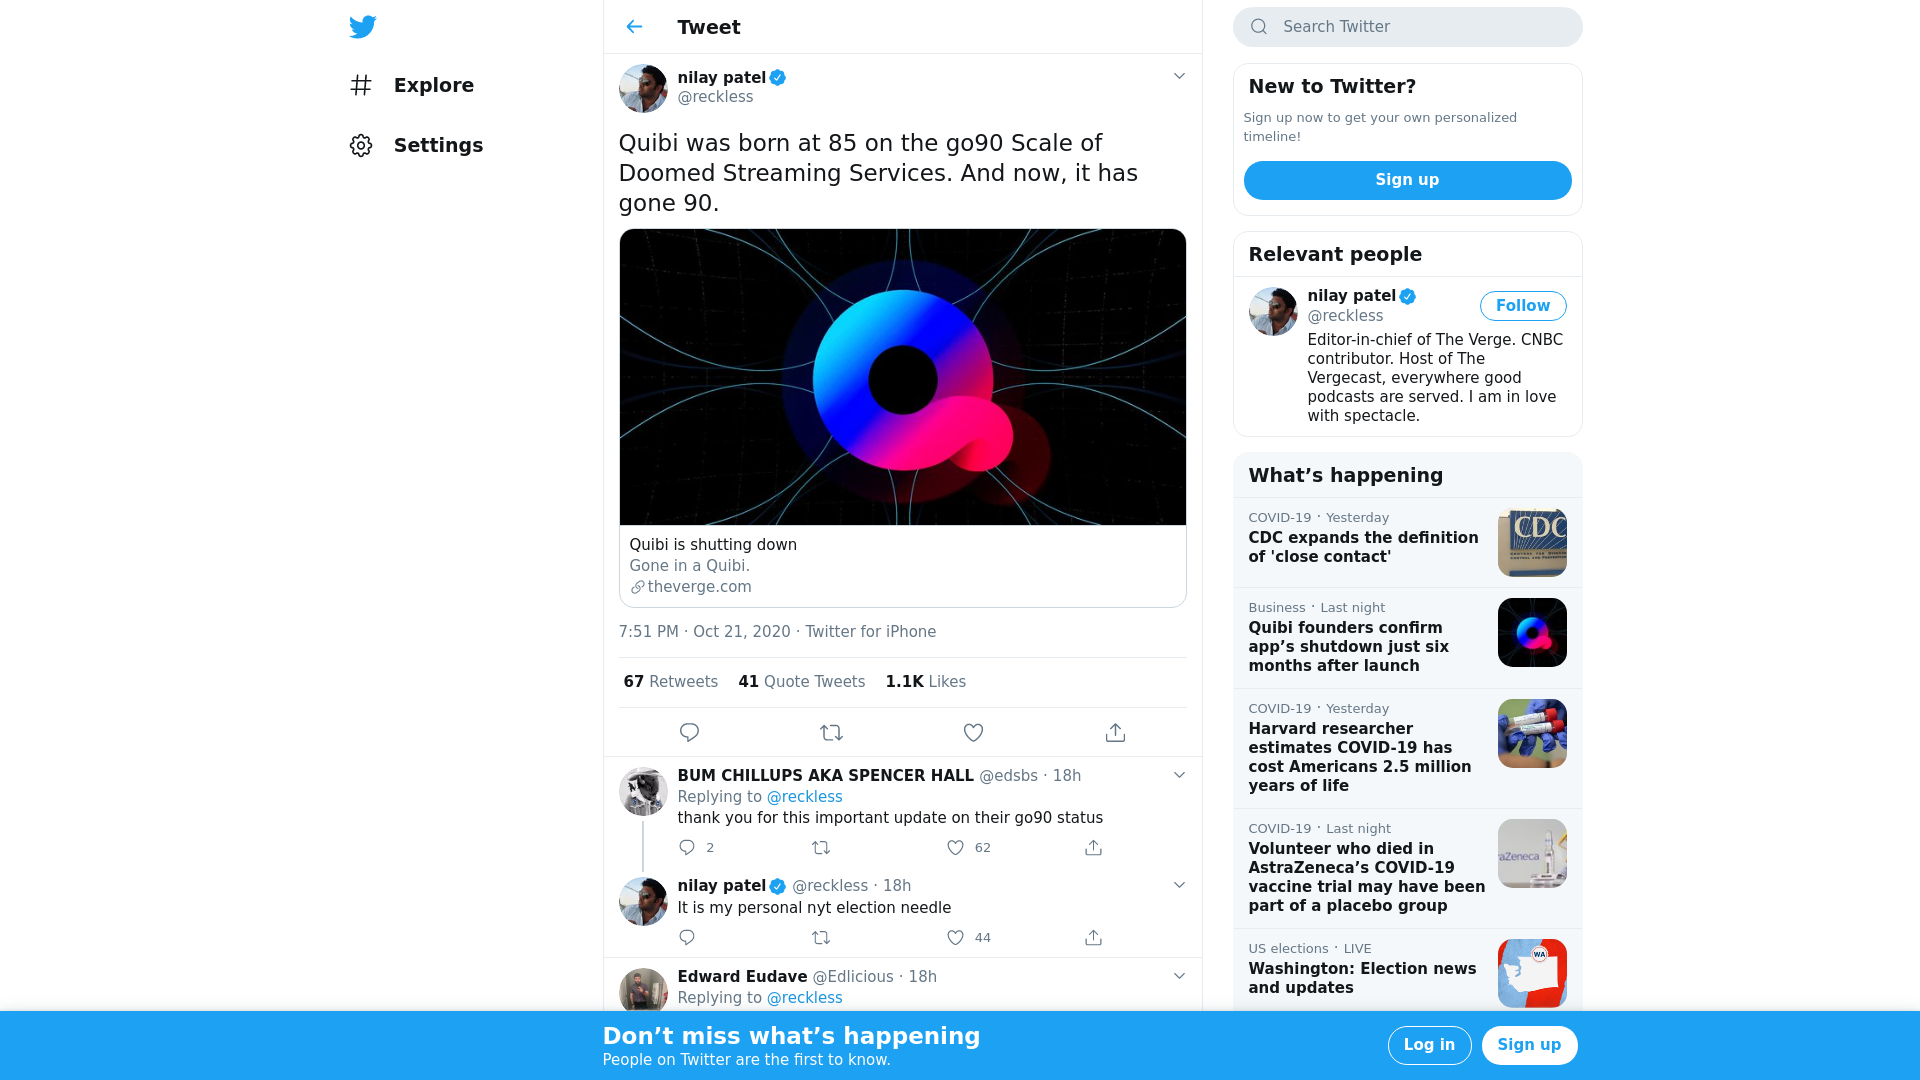 Explore
Settings
Tweet
nilay patel
@reckless
Quibi was born at 85 on the go90 Scale of
Doomed Streaming Services. And now, it has
gone 90.
Quibi is shutting down
Gone in a Quibi.
theverge.com
7:51 PM · Oct 21, 2020 · Twitter for iPhone
67 Retweets 41 Quote Tweets 1.1K Likes
BUM CHILLUPS AKA SPENCER HALL @edsbs · 18h
Replying to @reckless
thank you for this important update on their go90 status
2 62
nilay patel @reckless · 18h
It is my personal nyt election needle
44
Edward Eudave @Edlicious · 18h
Replying to @reckless
Search Twitter
New to Twitter?
Sign up now to get your own personalized
timeline!
Sign up
Relevant people
nilay patel
@reckless
Follow
Editor-in-chief of The Verge. CNBC
contributor. Host of The
Vergecast, everywhere good
podcasts are served. I am in love
with spectacle.
What’s happening
COVID-19 · Yesterday
CDC expands the definition
of 'close contact'
CDC
Business · Last night
Quibi founders confirm
app’s shutdown just six
months after launch
COVID-19 · Yesterday
Harvard researcher
estimates COVID-19 has
cost Americans 2.5 million
years of life
COVID-19 · Last night
Volunteer who died in
AstraZeneca’s COVID-19
vaccine trial may have been
part of a placebo group
raZeneca
US elections · LIVE
Washington: Election news
and updates
WA
Don’t miss what’s happening
People on Twitter are the first to know.
Log in
Sign up